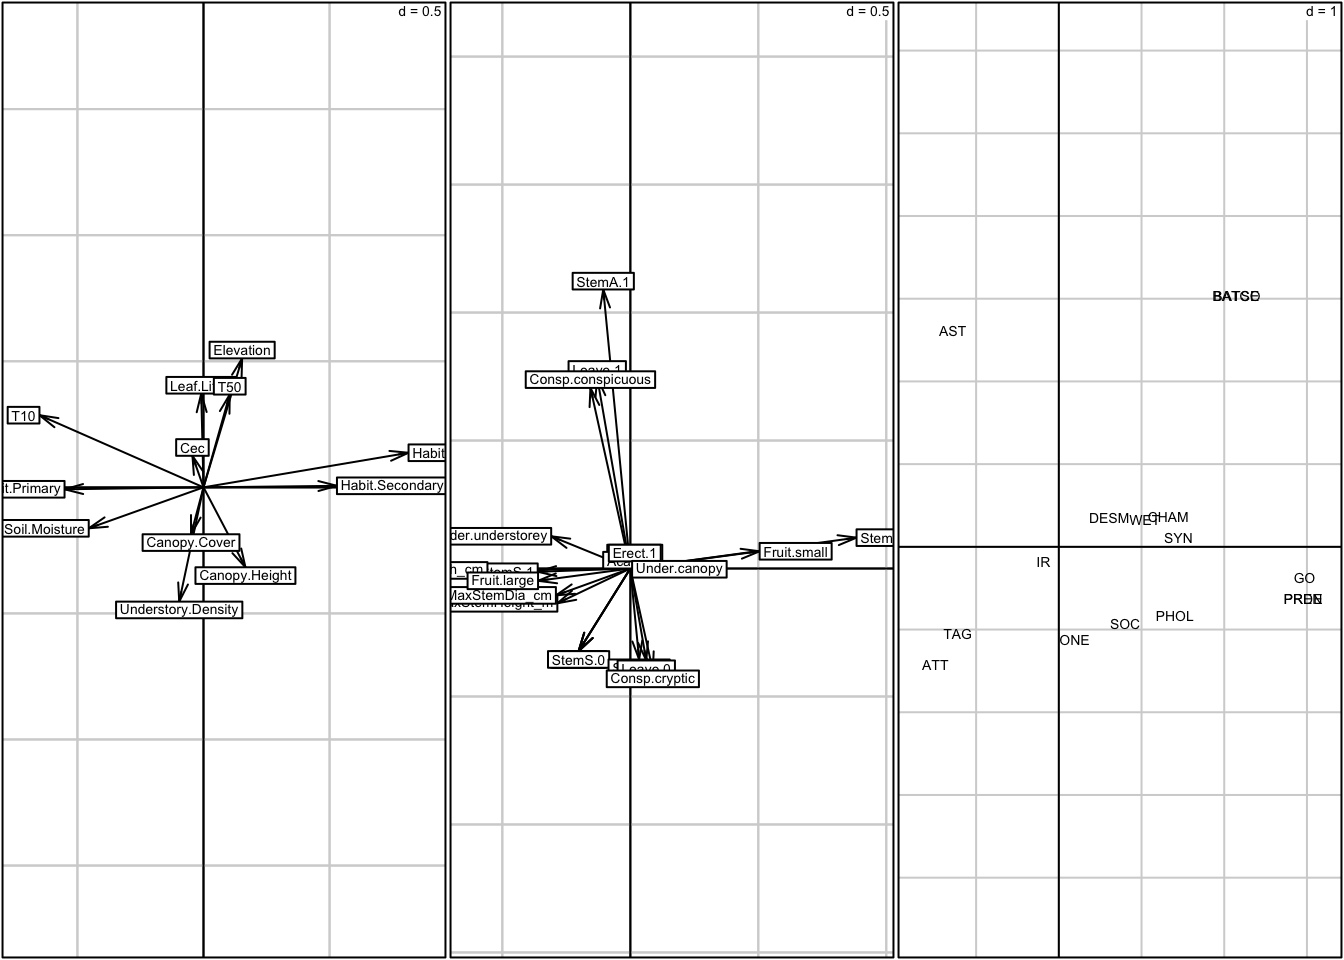 d = 0.5
Elevation
Leaf.Li
T50
T10
Cec
Habit
t.Primary
Habit.Secondary
Soil.Moisture
Canopy.Cover
Canopy.Height
Understory.Density
d = 0.5
StemA.1
Leave.1
Consp.conspicuous
der.understorey
Stem
Erect.1
Fruit.small
Under.canopy
n_cm
Fruit.large
MaxStemDia_cm
StemS.0
Leave.0
Consp.cryptic
d = 1
AST
DESM
WET
CHAM
SYN
IR
GO
PHOL
SOC
TAG
ONE
ATT